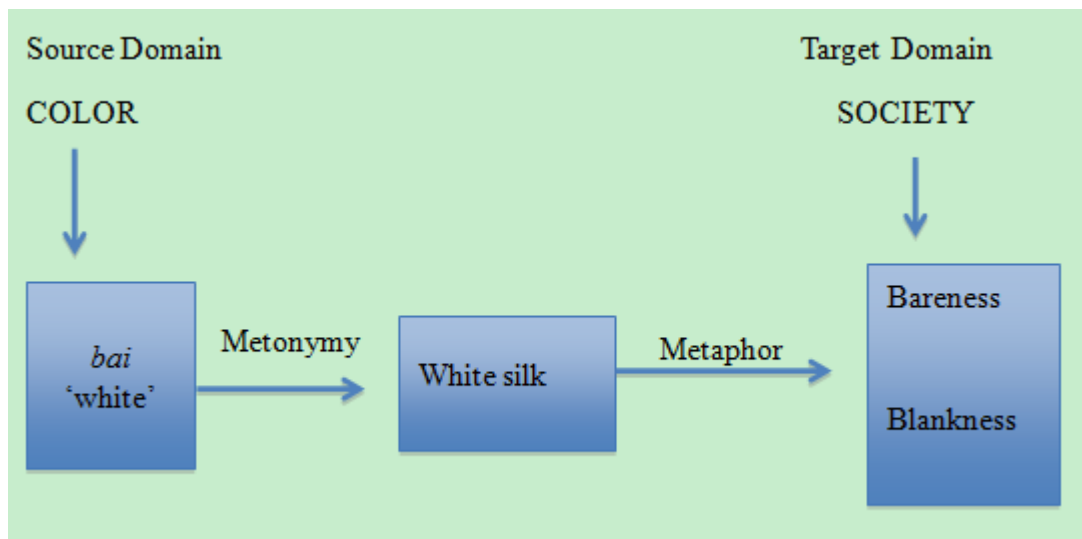 Source Domain
Target Domain
COLOR
SOCIETY
bai
‘white’
Metonymy
White silk
Metaphor
Bareness
Blankness